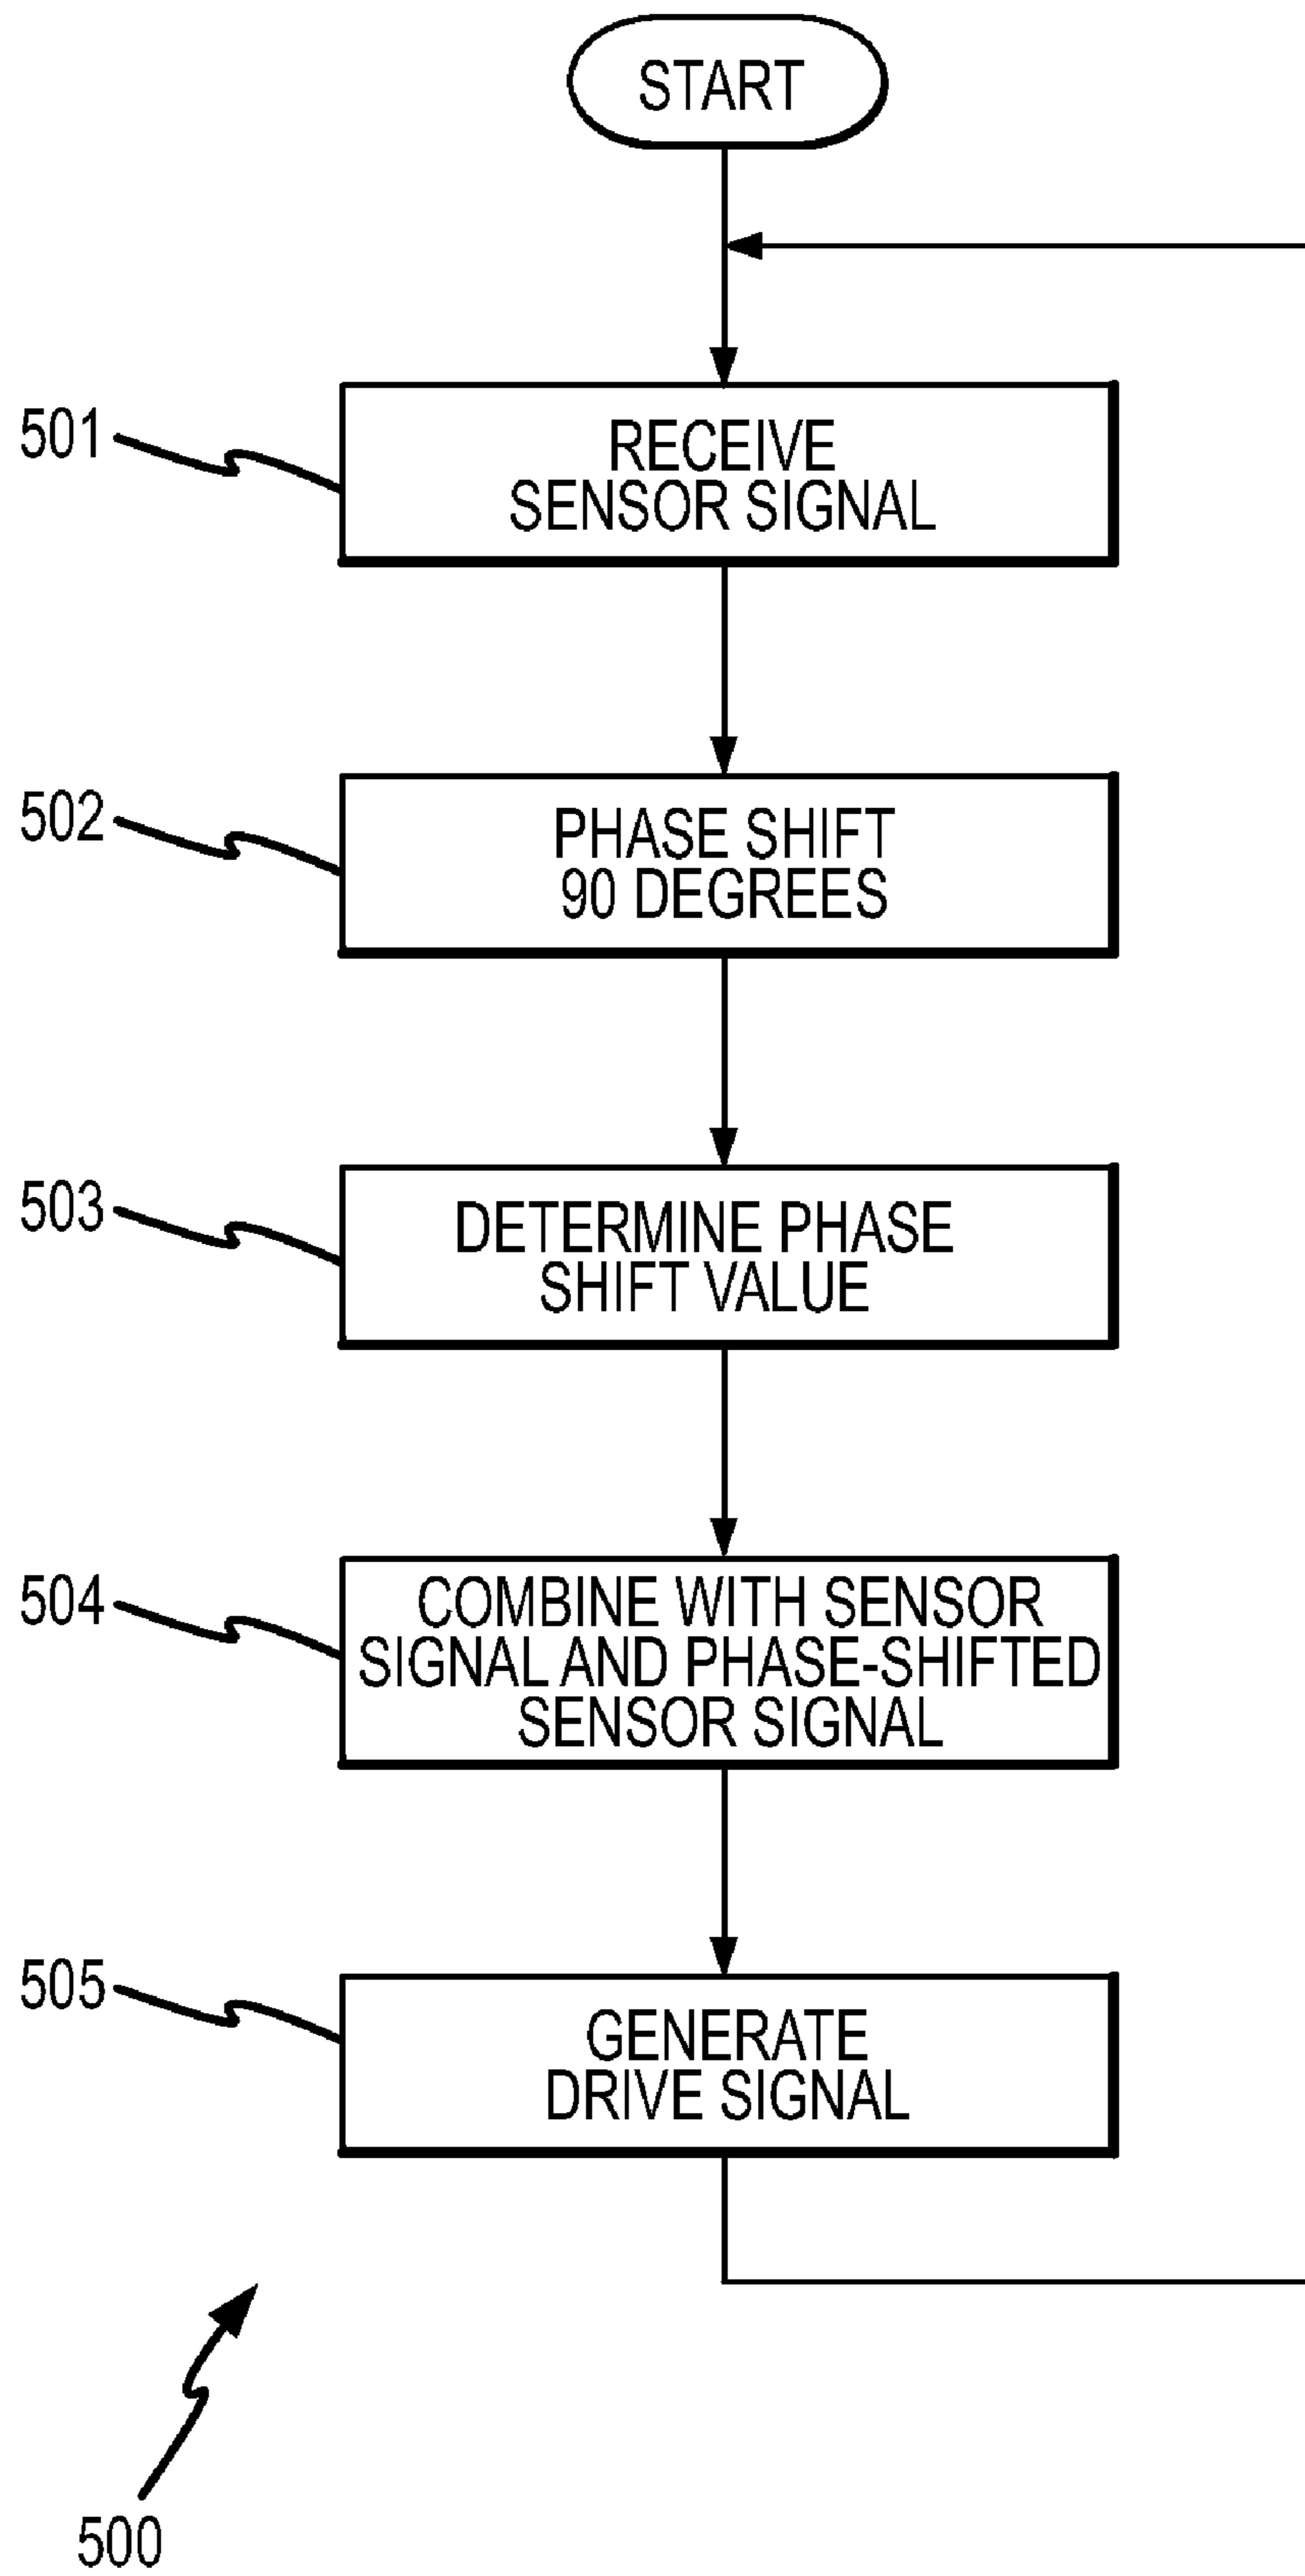 START
501
RECEIVE
SENSOR SIGNAL
502
PHASE SHIFT
90 DEGREES
503
DETERMINE PHASE
SHIFT VALUE
504
COMBINE WITH SENSOR
SIGNAL AND PHASE-SHIFTED
SENSOR SIGNAL
505
GENERATE
DRIVE SIGNAL
500